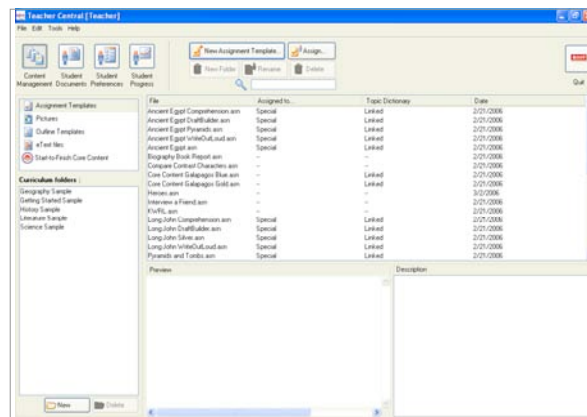 Teacher Central [Teacher]
File Edit Tools Help
New Assignment Template... Assign...
New Folder Rename Delete
Content Management
Student Documents
Student Preferences
Student Progress
Quit
Assignment Templates
Pictures
Outline Templates
eText files
Start-to-Finish Core Content
Curriculum folders :
Geography Sample
Getting Started Sample
History Sample
Literature Sample
Science Sample
New Delete
File Assigned to... Topic Dictionary Date
Ancient Egypt Comprehension.asn Special Linked 2/21/2006
Ancient Egypt DraftBuilder.asn Special Linked 2/21/2006
Ancient Egypt Pyramids.asn Special Linked 2/21/2006
Ancient Egypt WriteOutLoud.asn Special Linked 2/21/2006
Ancient Egypt.asn Special Linked 2/21/2006
Biography Book Report.asn -- -- 2/21/2006
Compare Contrast Characters.asn -- -- 2/21/2006
Core Content Galapagos Blue.asn -- Linked 2/21/2006
Core Content Galapagos Gold.asn -- Linked 2/21/2006
Heroes.asn -- -- 3/2/2006
Interview a Friend.asn -- -- 2/21/2006
KWRL.asn -- -- 2/21/2006
Long John Comprehension.asn Special Linked 2/21/2006
Long John DraftBuilder.asn Special Linked 2/21/2006
Long John Silver.asn Special Linked 2/21/2006
Long John WriteOutLoud.asn Special Linked 2/21/2006
Pyramids and Tombs.asn Special Linked 2/21/2006
Preview Description